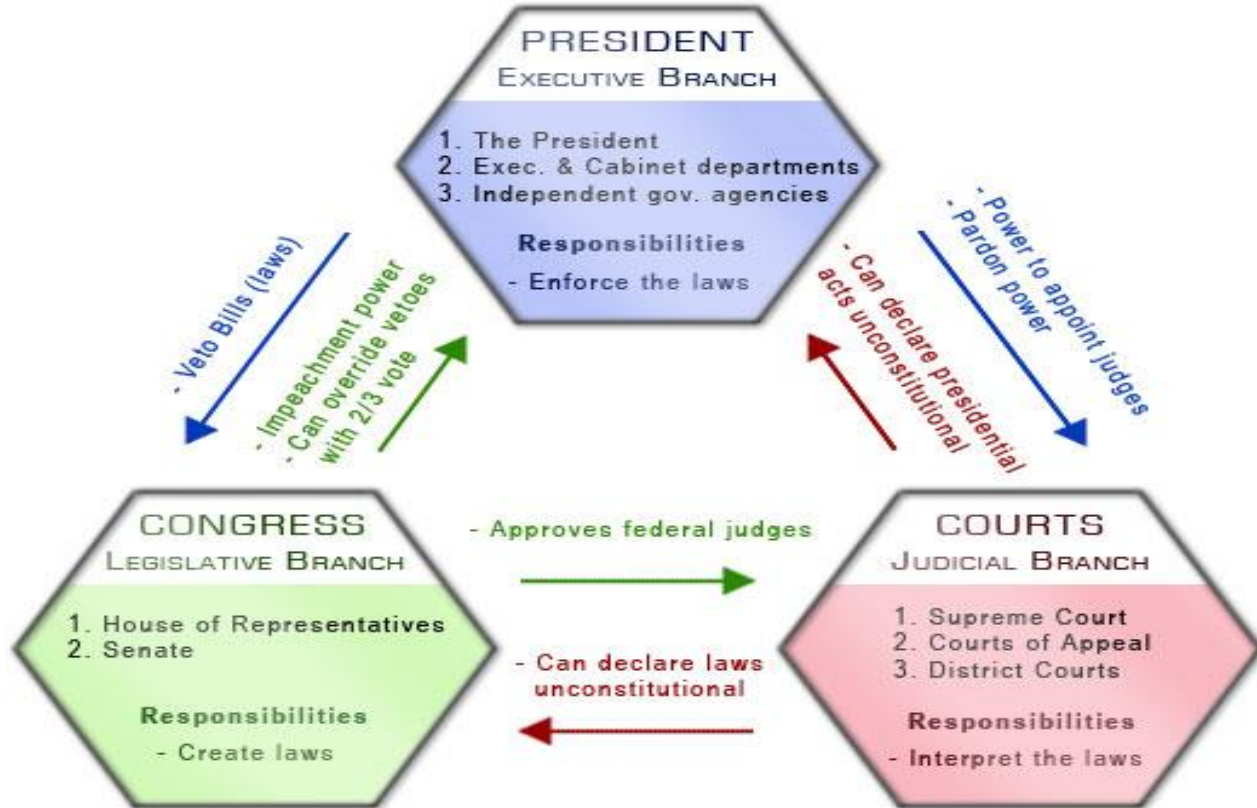 PRESIDENT
EXECUTIVE BRANCH
1. The President
2. Exec. & Cabinet departments
3. Independent gov. agencies
Responsibilities
- Enforce the laws
- Veto Bills (laws)
- Impeachment power
- Can override vetoes
with 2/3 vote
- Can declare presidential
acts unconstitutional
- Power to appoint judges
- Pardon power
CONGRESS
LEGISLATIVE BRANCH
1. House of Representatives
2. Senate
Responsibilities
- Create laws
- Approves federal judges
- Can declare laws
unconstitutional
COURTS
JUDICIAL BRANCH
1. Supreme Court
2. Courts of Appeal
3. District Courts
Responsibilities
- Interpret the laws